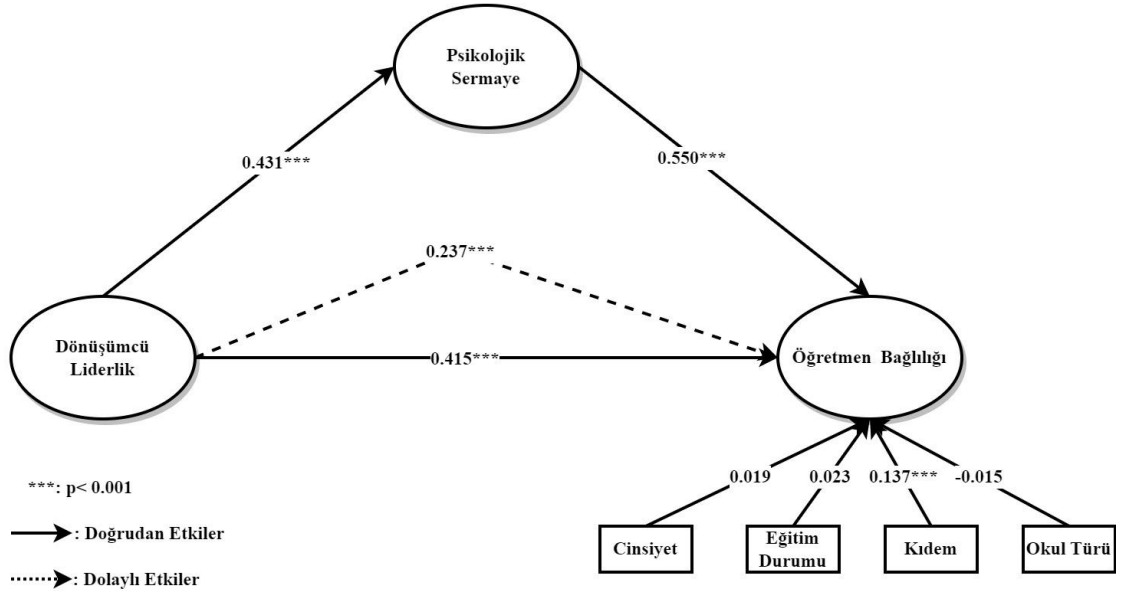 Psikolojik
Sermaye
0.431***
0.550***
0.237***
Dönüşümcü
Liderlik
0.415***
Öğretmen Bağlılığı
***: p< 0.001
0.019
0.023
0.137***
-0.015
: Doğrudan Etkiler
Cinsiyet
Eğitim
Durumu
Kıdem
Okul Türü
: Dolaylı Etkiler